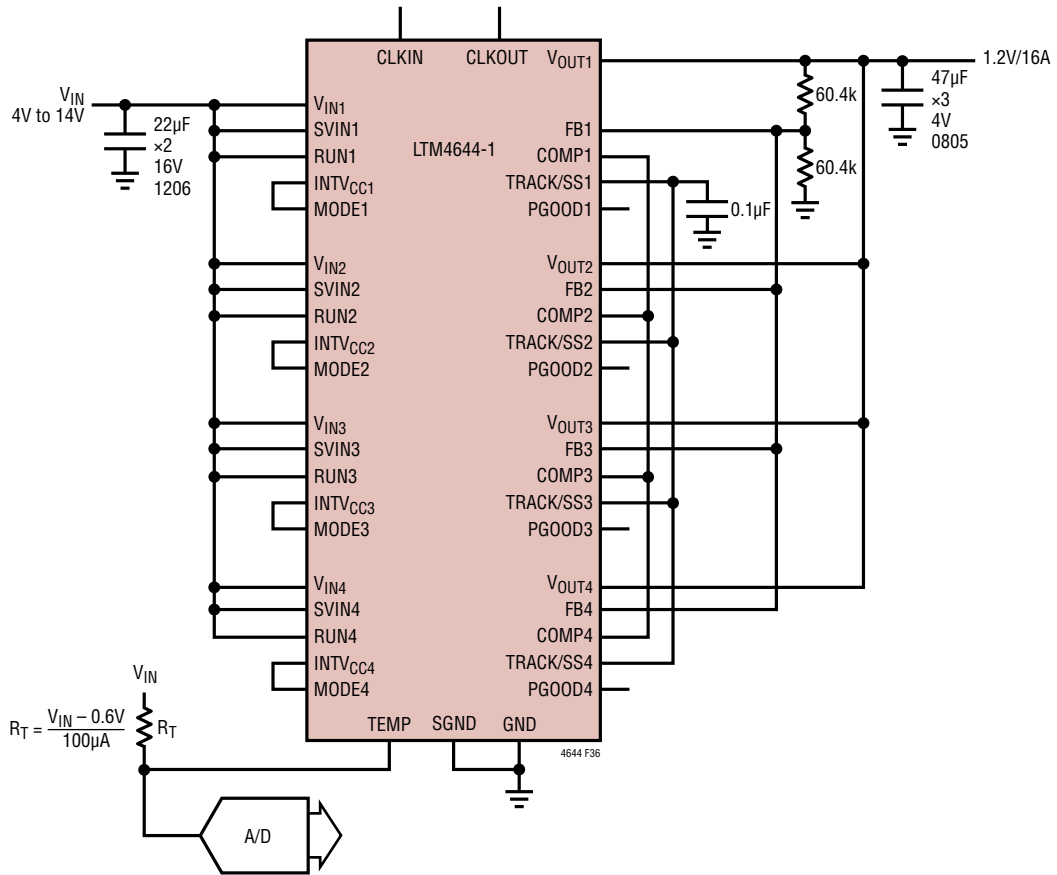 CLKIN
CLKOUT
VOUT1
1.2V/16A
VIN
4V to 14V
22µF
×2
16V
1206
47µF
×3
4V
0805
60.4k
60.4k
0.1µF
LTM4644-1
VIN1
SVIN1
RUN1
INTVCC1
MODE1
VIN2
SVIN2
RUN2
INTVCC2
MODE2
VIN3
SVIN3
RUN3
INTVCC3
MODE3
VIN4
SVIN4
RUN4
INTVCC4
MODE4
FB1
COMP1
TRACK/SS1
PGOOD1
VOUT2
FB2
COMP2
TRACK/SS2
PGOOD2
VOUT3
FB3
COMP3
TRACK/SS3
PGOOD3
VOUT4
FB4
COMP4
TRACK/SS4
PGOOD4
TEMP
SGND
GND
4644 F36
VIN
RT = VIN – 0.6V
100µA
RT
A/D